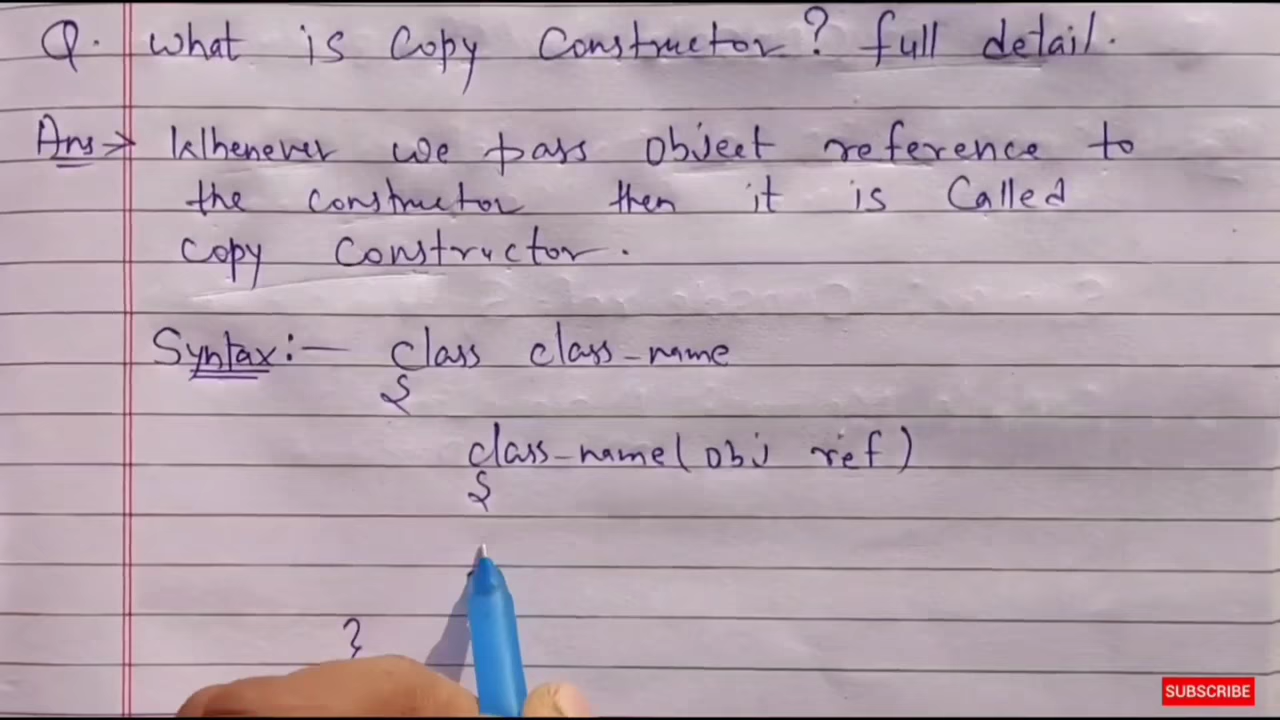 Q. What is Copy Constructor? full detail.
Ans → Whenever we pass object reference to
the constructor then it is Called
Copy Constructor.
Syntax:- class class-name
{
class-name(obj ref)
{
}
SUBSCRIBE